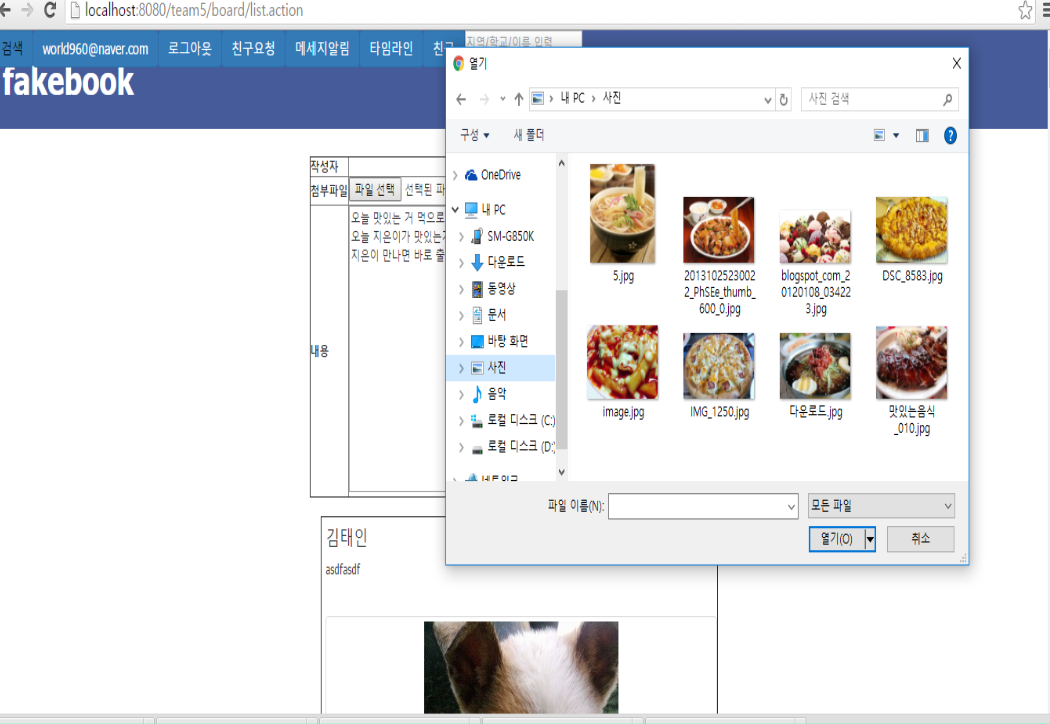 localhost:8080/team5/board/list.action
검색 world960@naver.com 로그아웃 친구요청 메세지알림 타임라인 친구
지역/학교/이름 입력
fakebook
작성자
첨부파일 파일 선택 선택된 파
오늘 맛있는 거 먹으로
오늘 지은이가 맛있는
지은이 만나면 바로 출
내용
김태인
asdfasdf
열기
내 PC › 사진
사진 검색
구성 새 폴더
OneDrive
내 PC
SM-G850K
다운로드
동영상
문서
바탕 화면
사진
음악
로컬 디스크 (C:)
로컬 디스크 (D:
네트워크
5.jpg
2013102523002
2_PhSEe_thumb_
600_0.jpg
blogspot_com_2
0120108_03422
3.jpg
DSC_8583.jpg
image.jpg
IMG_1250.jpg
다운로드.jpg
맛있는음식
_010.jpg
파일 이름(N):
모든 파일
열기(O) 취소